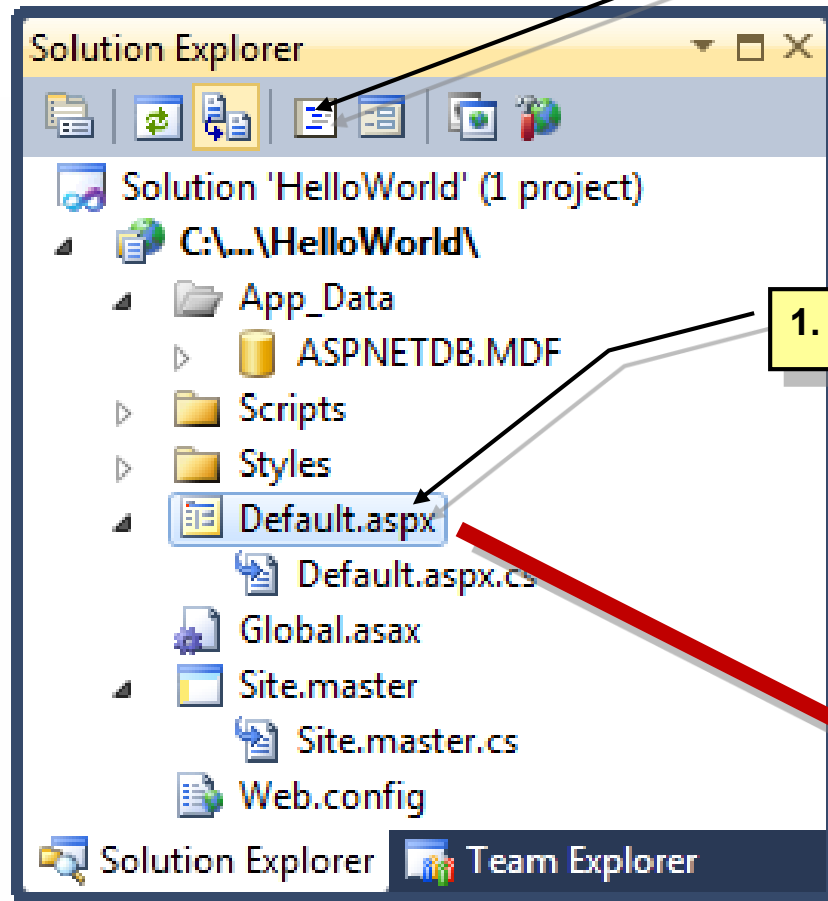 Solution Explorer
Solution 'HelloWorld' (1 project)
C:\...\HelloWorld\
App_Data
1.
ASPNETDB.MDF
Scripts
Styles
Default.aspx
Default.aspx.cs
Global.asax
Site.master
Site.master.cs
Web.config
Solution Explorer
Team Explorer